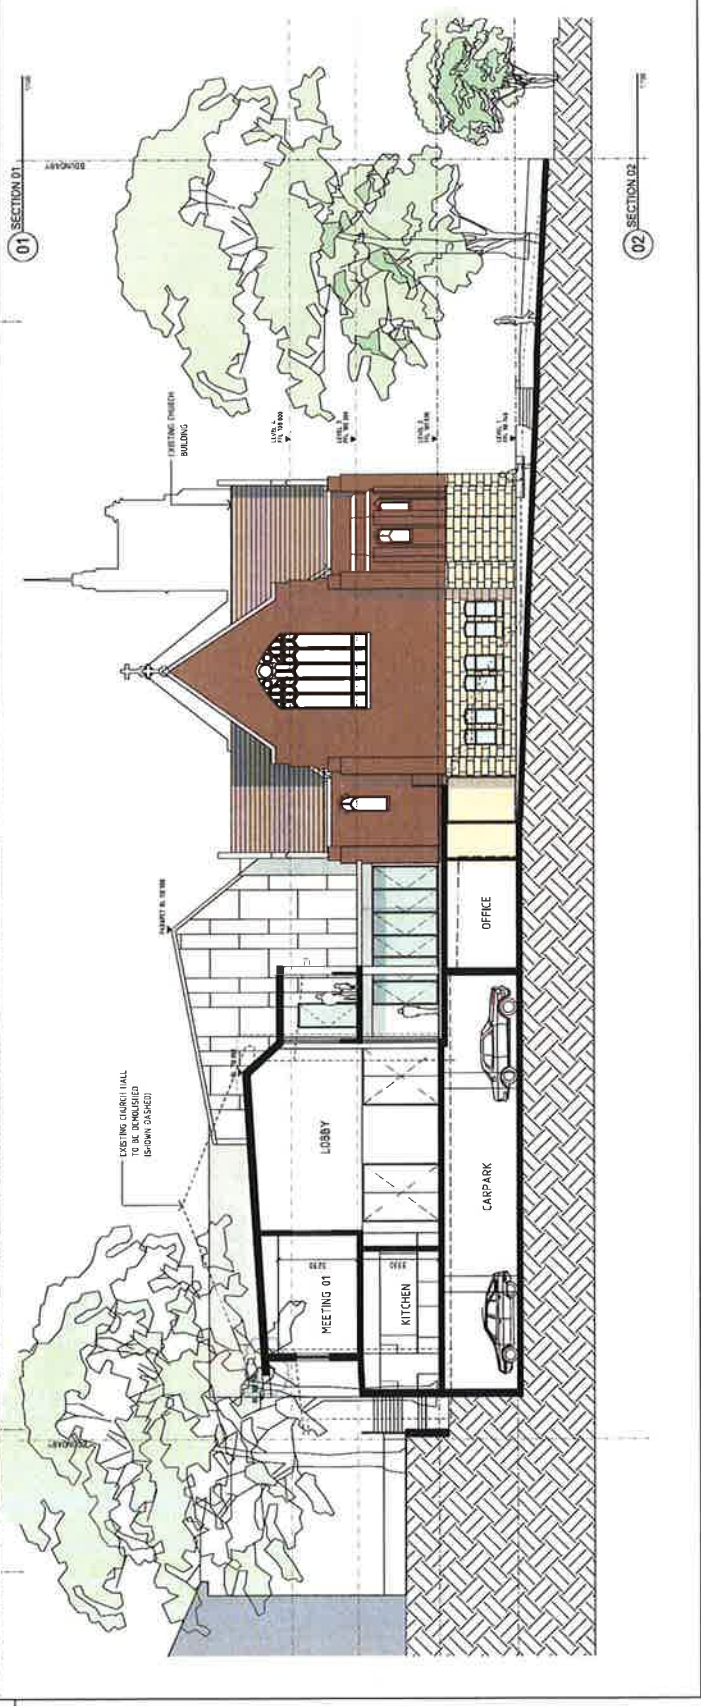 01 SECTION 01
BOUNDARY
EXISTING CHURCH
BUILDING
LEVEL 4
LEVEL 3
LEVEL 2
LEVEL 1
EXISTING CHURCH HALL
TO BE DEMOLISHED
(SHOWN DASHED)
LOBBY
MEETING 01
KITCHEN
OFFICE
CARPARK
BOUNDARY
02 SECTION 02